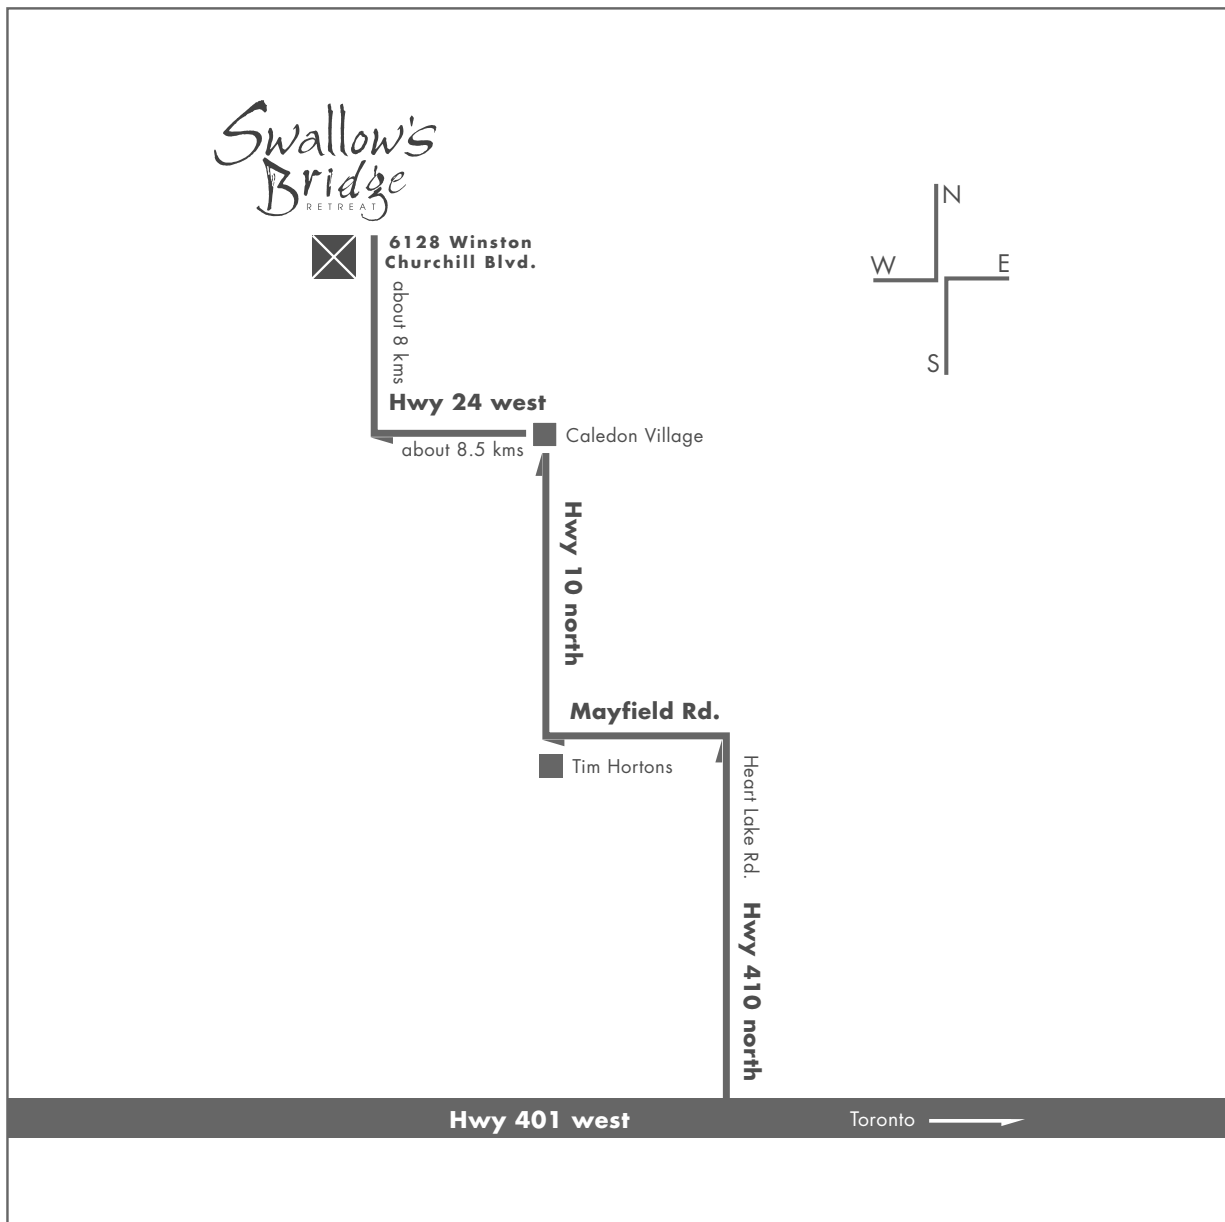 Swallow's
Bridge
RETREAT
6128 Winston
Churchill Blvd.
about 8 kms
N
W
E
S
Hwy 24 west
about 8.5 kms
Caledon Village
Hwy 10 north
Mayfield Rd.
Tim Hortons
Heart Lake Rd.
Hwy 410 north
Hwy 401 west
Toronto